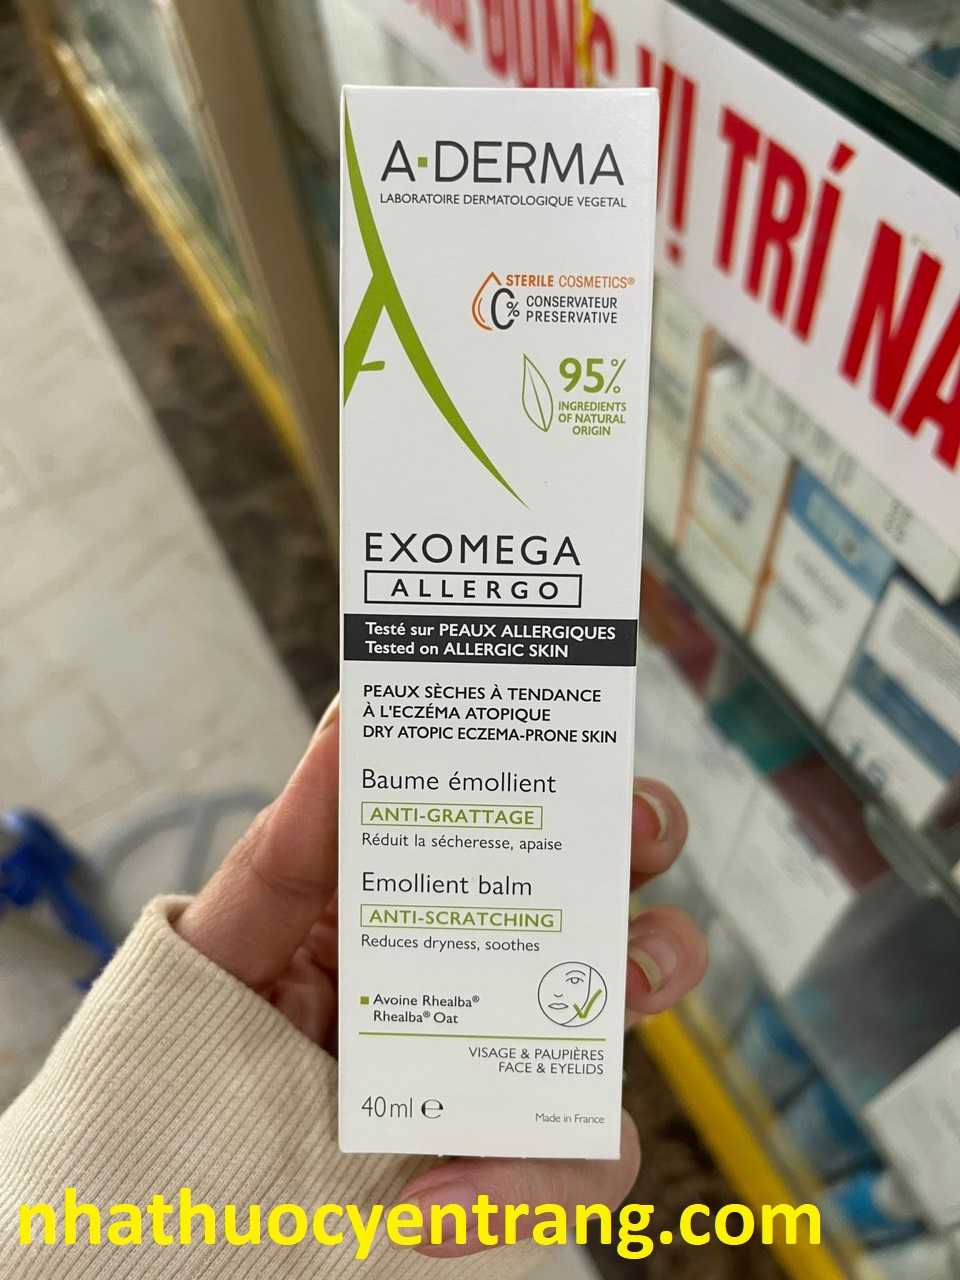 VỊ TRÍ NA
A-DERMA
LABORATOIRE DERMATOLOGIQUE VEGETAL
STERILE COSMETICS®
0% CONSERVATEUR
PRESERVATIVE
95%
INGREDIENTS
OF NATURAL
ORIGIN
EXOMEGA
ALLERGO
Testé sur PEAUX ALLERGIQUES
Tested on ALLERGIC SKIN
PEAUX SÈCHES À TENDANCE
À L'ECZÉMA ATOPIQUE
DRY ATOPIC ECZEMA-PRONE SKIN
Baume émollient
ANTI-GRATTAGE
Réduit la sécheresse, apaise
Emollient balm
ANTI-SCRATCHING
Reduces dryness, soothes
Avoine Rhealba®
Rhealba® Oat
VISAGE & PAUPIÈRES
FACE & EYELIDS
40ml e
Made in France
nhathuocyentrang.com